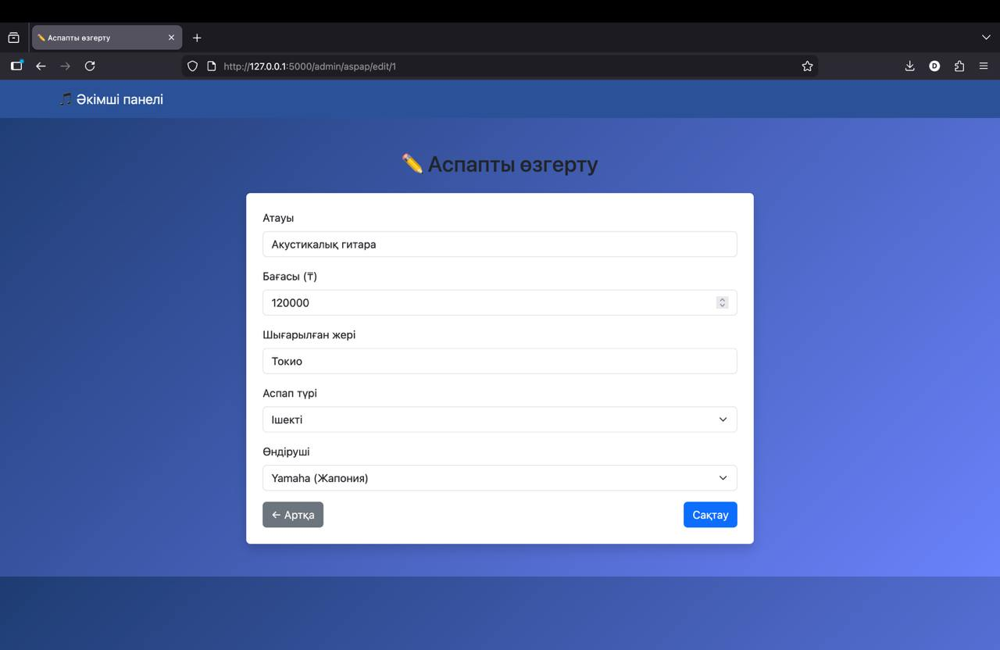 ✏️ Аспапты өзгерту
http://127.0.0.1:5000/admin/aspap/edit/1
D
🎵 Әкімші панелі
✏️ Аспапты өзгерту
Атауы
Акустикалық гитара
Бағасы (₸)
120000
Шығарылған жері
Токио
Аспап түрі
Ішекті
Өндіруші
Yamaha (Жапония)
← Артқа
Сақтау